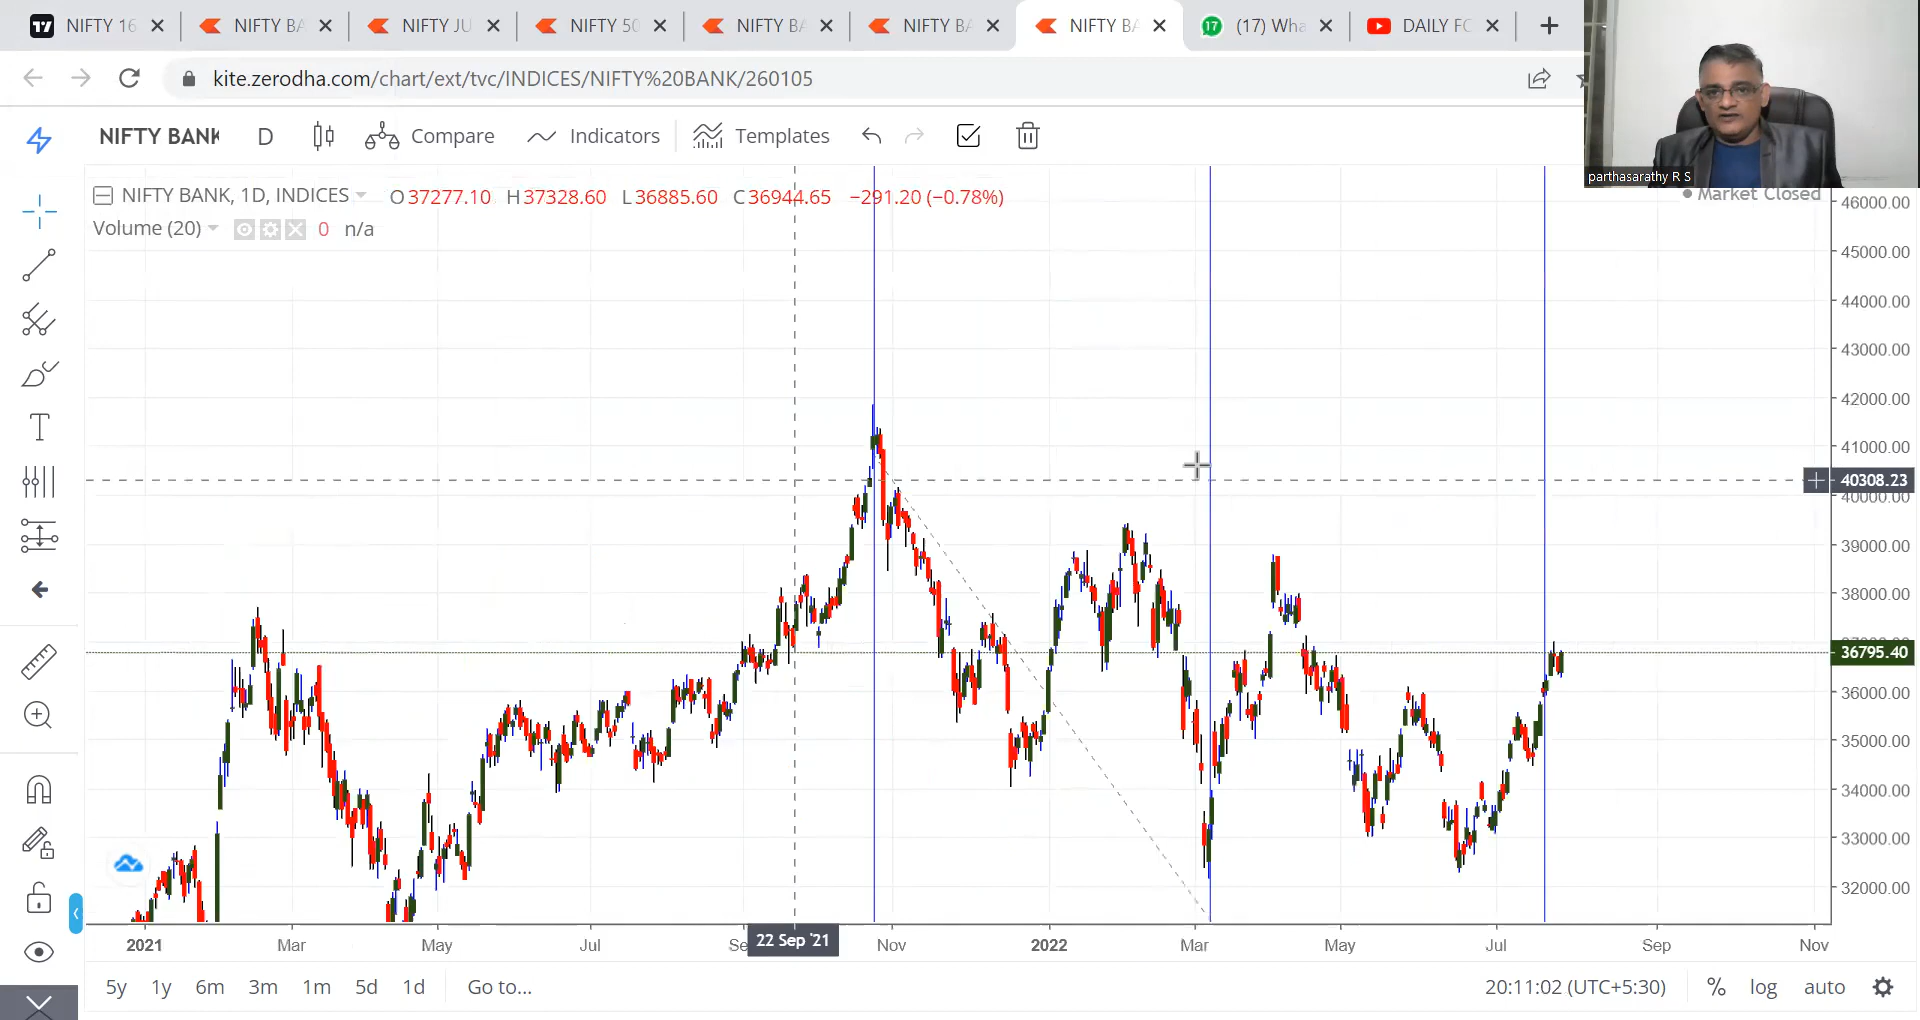 NIFTY 16
NIFTY BA
NIFTY JU
NIFTY 50
NIFTY BA
NIFTY BA
NIFTY BA
17
(17) Wha
DAILY FC
kite.zerodha.com/chart/ext/tvc/INDICES/NIFTY%20BANK/260105
NIFTY BANK D Compare Indicators Templates
parthasarathy R S
NIFTY BANK, 1D, INDICES O37277.10 H37328.60 L36885.60 C36944.65 −291.20 (−0.78%)
Market Closed
Volume (20) 0 n/a
46000.00
45000.00
44000.00
43000.00
42000.00
41000.00
40308.23
40000.00
39000.00
38000.00
37000.00
36795.40
36000.00
35000.00
34000.00
33000.00
32000.00
2021 Mar May Jul Se 22 Sep '21 Nov 2022 Mar May Jul Sep Nov
5y 1y 6m 3m 1m 5d 1d Go to... 20:11:02 (UTC+5:30) % log auto